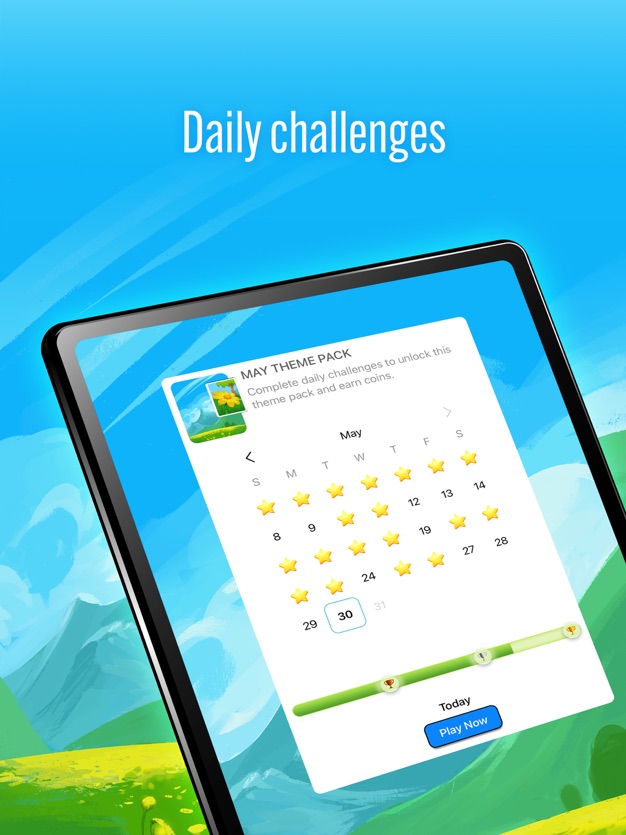 Daily challenges
MAY THEME PACK
Complete daily challenges to unlock this
theme pack and earn coins.
May
S M T W T F S
8 9 12 13 14
19
24 27 28
29 30 31
Today
Play Now